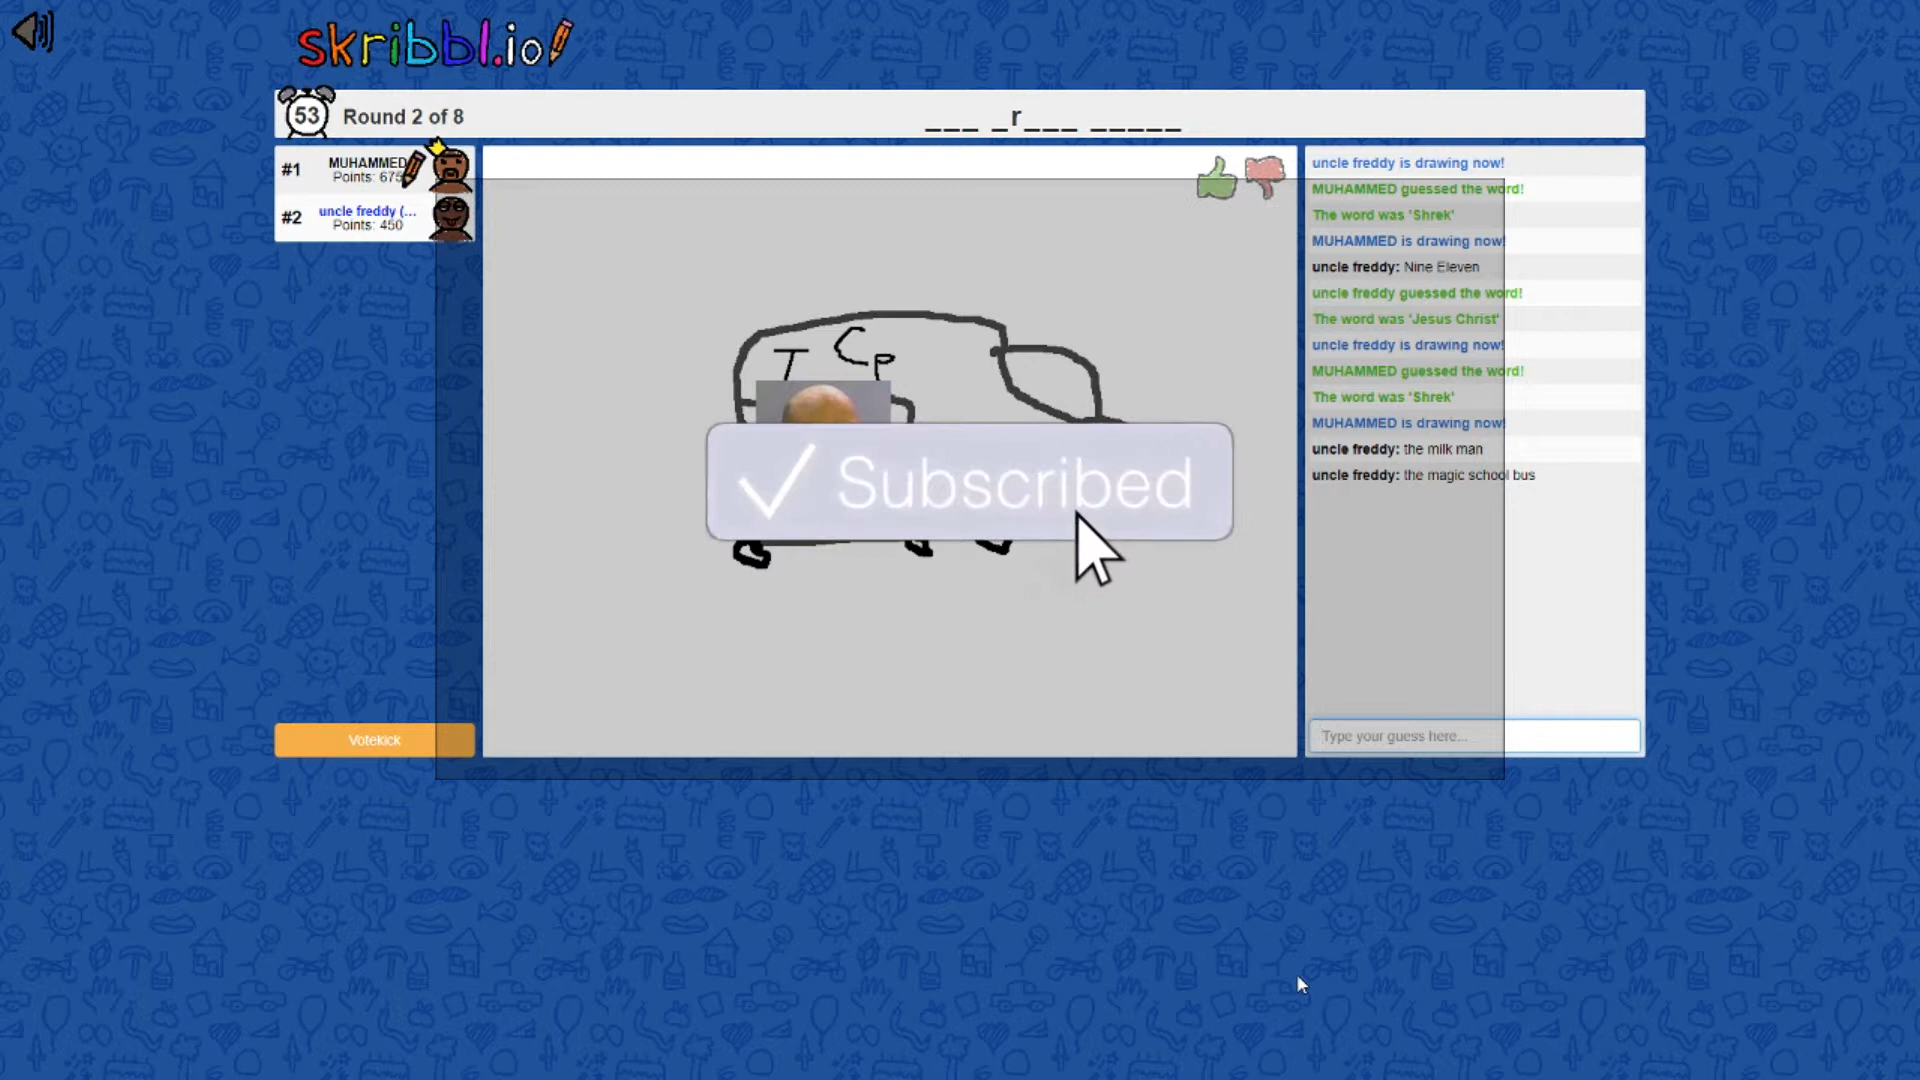 skribbl.io
53
Round 2 of 8
___ _r___ _____
#1
MUHAMMED
Points: 675
#2
uncle freddy (...
Points: 450
I C P
Subscribed
uncle freddy is drawing now!
MUHAMMED guessed the word!
The word was 'Shrek'
MUHAMMED is drawing now!
uncle freddy: Nine Eleven
uncle freddy guessed the word!
The word was 'Jesus Christ'
uncle freddy is drawing now!
MUHAMMED guessed the word!
The word was 'Shrek'
MUHAMMED is drawing now!
uncle freddy: the milk man
uncle freddy: the magic school bus
Type your guess here...
Votekick